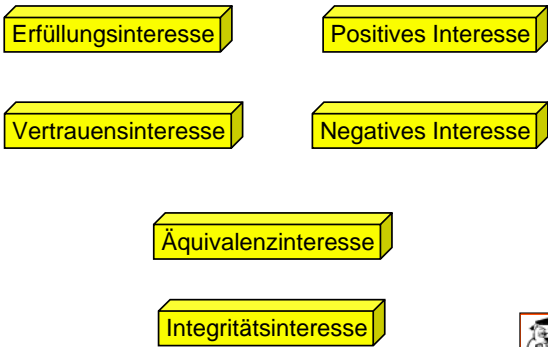 Erfüllungsinteresse
Positives Interesse
Vertrauensinteresse
Negatives Interesse
Äquivalenzinteresse
Integritätsinteresse